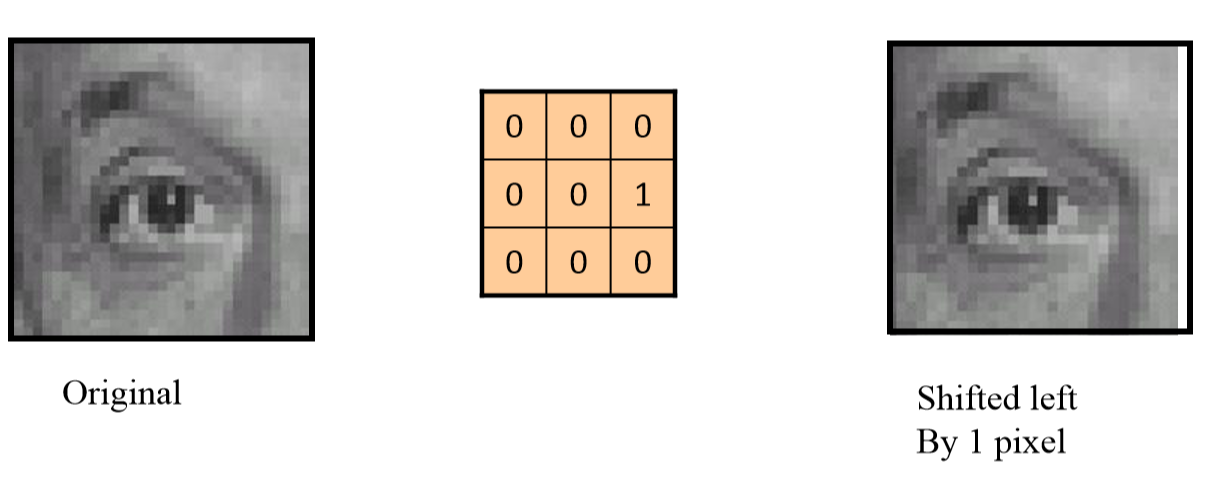 0 0 0
0 0 1
0 0 0
Original
Shifted left
By 1 pixel